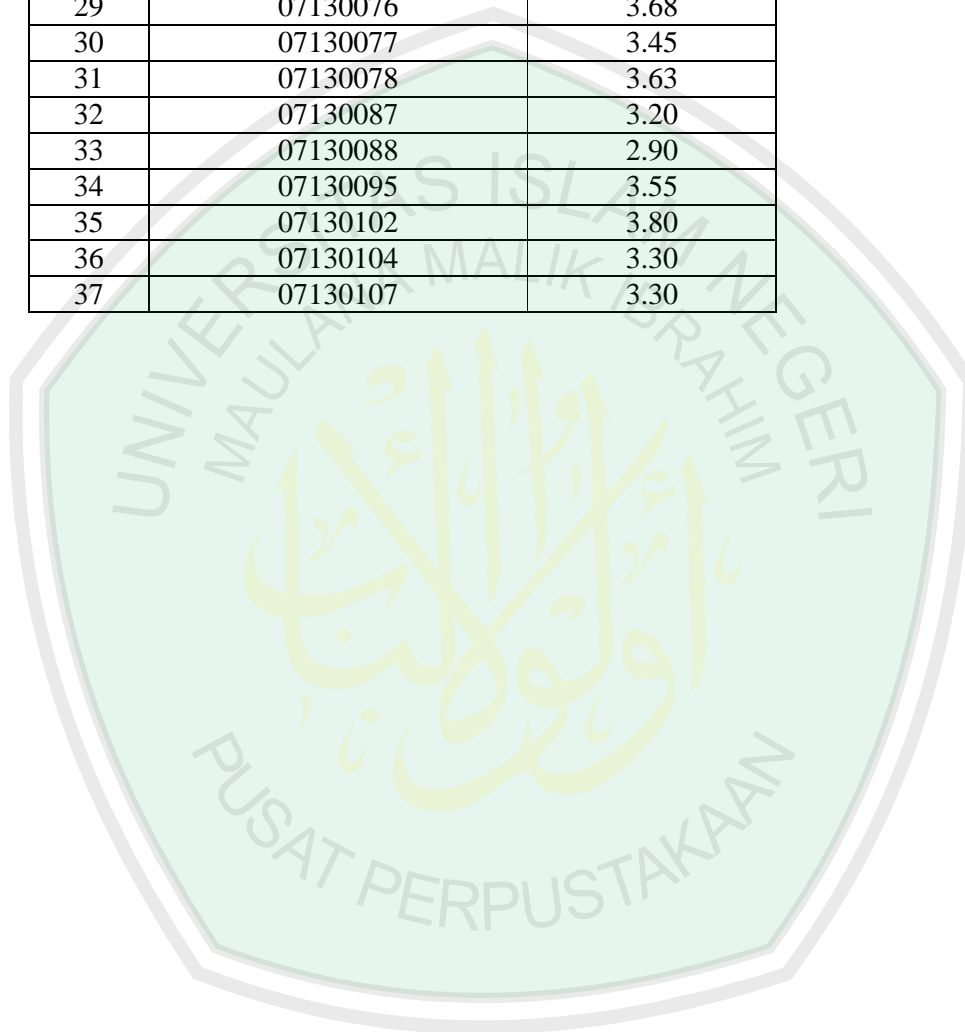 29 07130076 3.68
30 07130077 3.45
31 07130078 3.63
32 07130087 3.20
33 07130088 2.90
34 07130095 3.55
35 07130102 3.80
36 07130104 3.30
37 07130107 3.30
UNIVERSITAS ISLAM NEGERI
MAULANA MALIK IBRAHIM
PUSAT PERPUSTAKAAN